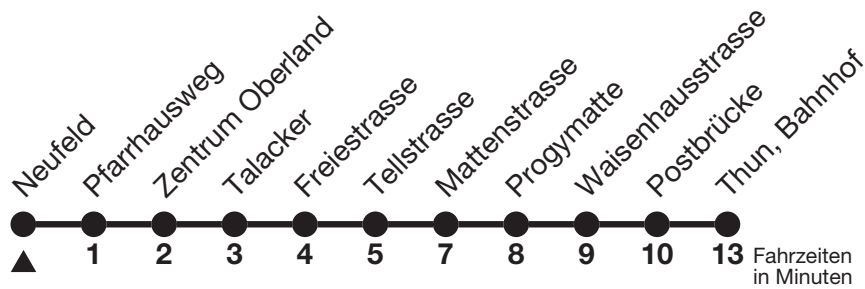 Neufeld
Pfarrhausweg
Zentrum Oberland
Talacker
Freiestrasse
Tellstrasse
Mattenstrasse
Progymatte
Waisenhausstrasse
Postbrücke
Thun, Bahnhof
1 2 3 4 5 7 8 9 10 13 Fahrzeiten
in Minuten